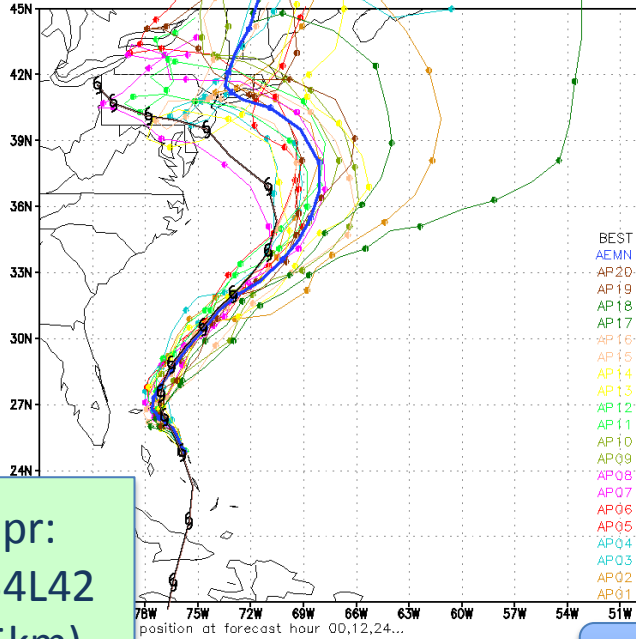 45N
42N
39N
36N
33N
30N
27N
24N
BEST
AEMN
AP20
AP19
AP18
AP17
AP16
AP15
AP14
AP13
AP12
AP11
AP10
AP09
AP08
AP07
AP06
AP05
AP04
AP03
AP02
AP01
pr:
4L42
78W 75W 72W 69W 66W 63W 60W 57W 54W 51W
position at forecast hour 00,12,24...
km)